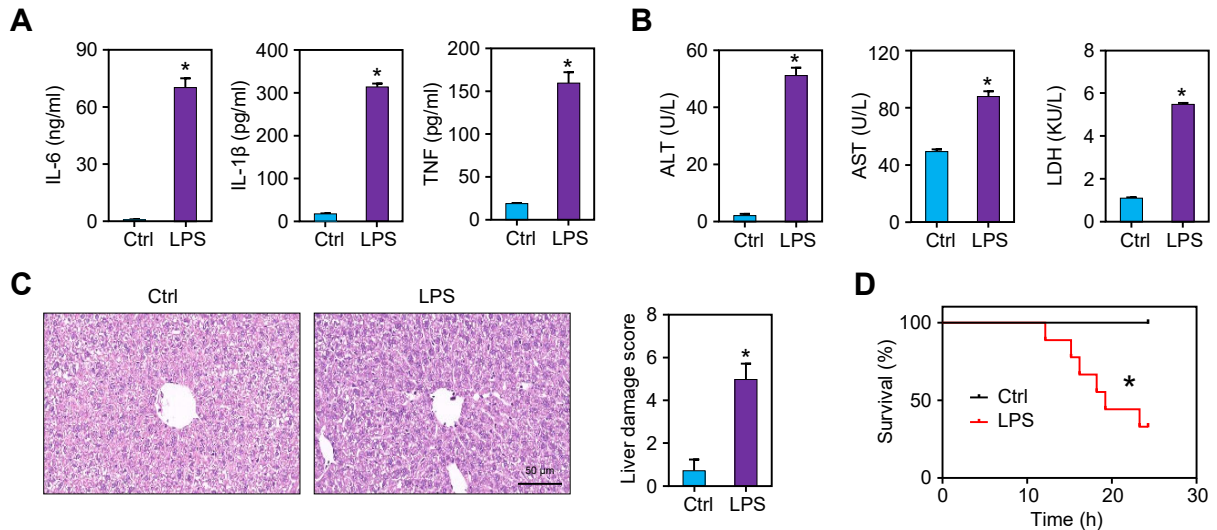 A
IL-6 (ng/ml)
90
60
30
0
*
Ctrl LPS
IL-1β (pg/ml)
400
300
200
100
0
*
Ctrl LPS
TNF (pg/ml)
200
150
100
50
0
*
Ctrl LPS
B
ALT (U/L)
60
40
20
0
*
Ctrl LPS
AST (U/L)
120
80
40
0
*
Ctrl LPS
LDH (KU/L)
8
6
4
2
0
*
Ctrl LPS
C
Ctrl
LPS
50 μm
Liver damage score
8
6
4
2
0
*
Ctrl LPS
D
Survival (%)
100
50
0
*
Ctrl
LPS
0 10 20 30
Time (h)